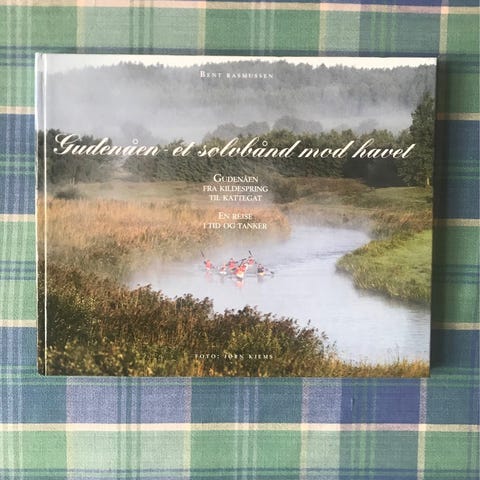 BENT RASMUSSEN
Gudenåen - et sølvbånd mod havet
GUDENÅEN
FRA KILDESPRING
TIL KATTEGAT
EN REJSE
I TID OG TANKER
FOTO: JØRN KJEMS